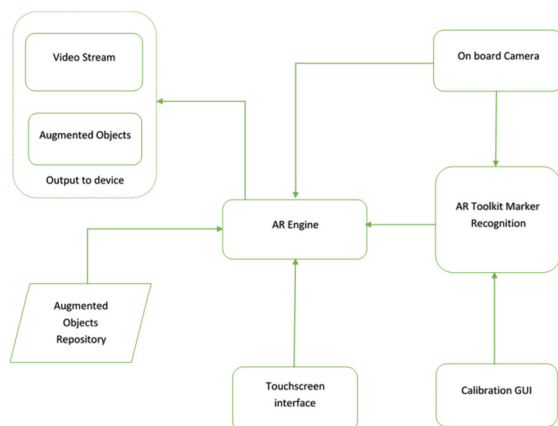 Video Stream
Augmented Objects
Output to device
On board Camera
AR Engine
AR Toolkit Marker
Recognition
Augmented
Objects
Repository
Touchscreen
interface
Calibration GUI